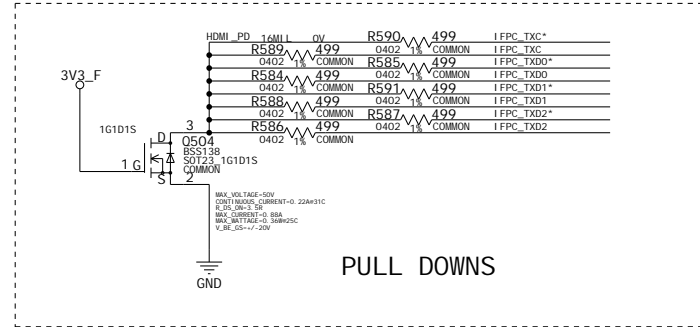 HDMI_PD 16MIL 0V R590 499 IFPC_TXC*
R589 499 0402 1% COMMON IFPC_TXC
0402 1% COMMON R585 499 IFPC_TXD0*
3V3_F R584 499 0402 1% COMMON IFPC_TXD0
0402 1% COMMON R591 499 IFPC_TXD1*
R588 499 0402 1% COMMON IFPC_TXD1
0402 1% COMMON R587 499 IFPC_TXD2*
1G1D1S 3 R586 499 0402 1% COMMON IFPC_TXD2
D 0504 0402 1% COMMON
BSS138
SOT23_1G1D1S
1 G COMMON
S 2
MAX_VOLTAGE=50V
CONTINUOUS_CURRENT=0.22A#31C
R_DS_ON=3.5R
MAX_CURRENT=0.88A
MAX_WATTAGE=0.36W#25C
V_BE_GS=+/-20V
PULL DOWNS
GND